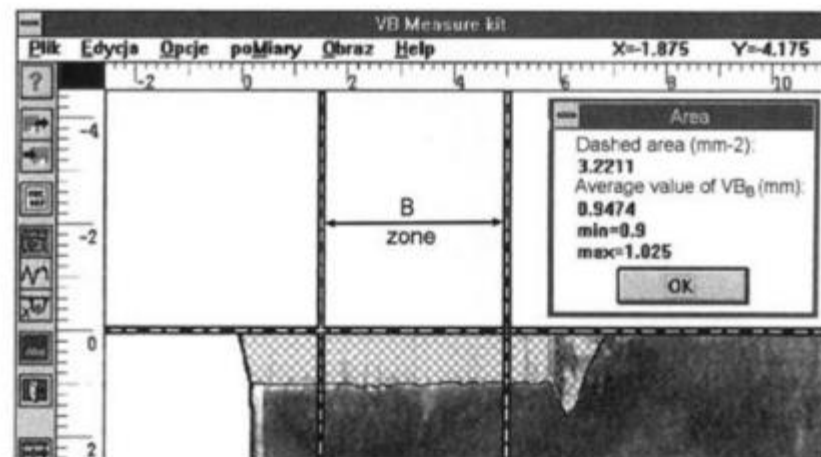 VB Measure kit
Plik Edycja Opcje poMiary Obraz Help X=-1.875 Y=-4.175
?
-2 0 2 4 6 8 10
-4
-2
0
2
B
zone
Area
Dashed area (mm-2):
3.2211
Average value of VBB (mm):
0.9474
min=0.9
max=1.025
OK